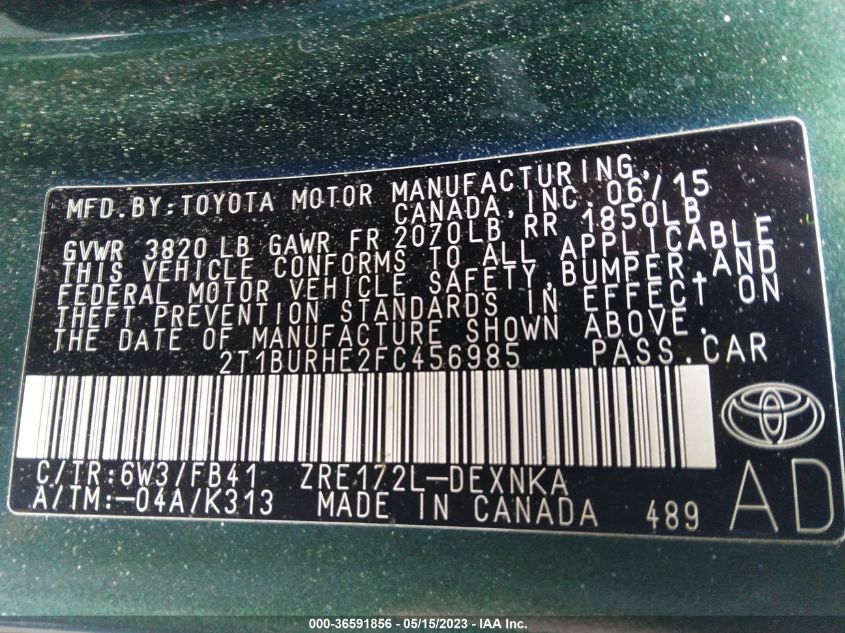 MFD.BY:TOYOTA MOTOR MANUFACTURING,
CANADA,INC. 06/15
GVWR 3820 LB GAWR FR 2070LB, RR 1850LB
THIS VEHICLE CONFORMS TO ALL APPLICABLE
FEDERAL MOTOR VEHICLE SAFETY,BUMPER,AND
THEFT PREVENTION STANDARDS IN EFFECT ON
THE DATE OF MANUFACTURE SHOWN ABOVE.
2T1BURHE2FC456985 PASS.CAR
C/TR:6W3/FB41 ZRE172L-DEXNKA
A/TM:-04A/K313 MADE IN CANADA 489 AD
000-36591856 - 05/15/2023 - IAA Inc.